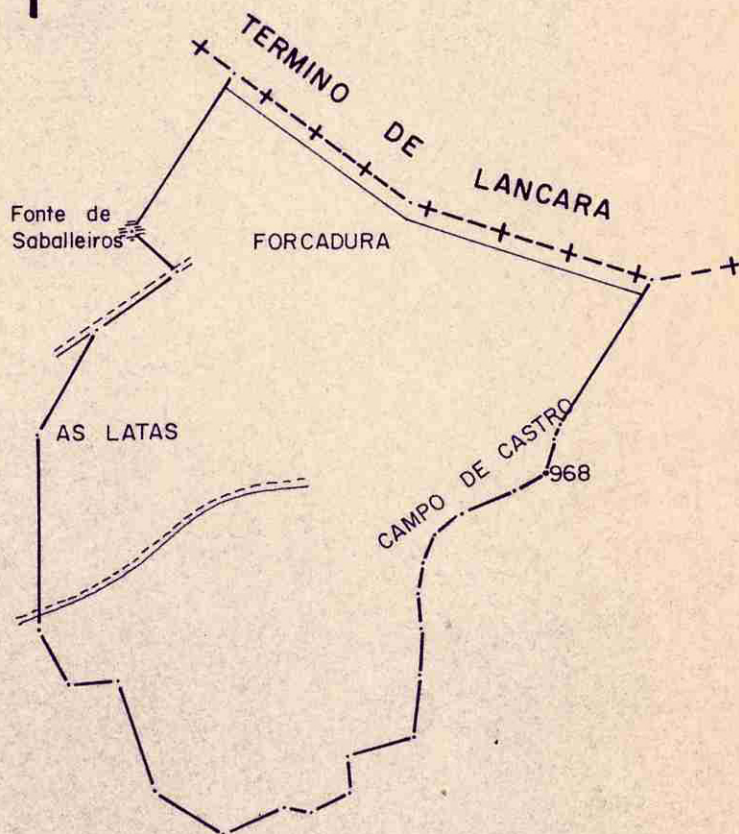 TERMINO DE LANCARA
Fonte de
Saballeiros
FORCADURA
AS LATAS
CAMPO DE CASTRO
968